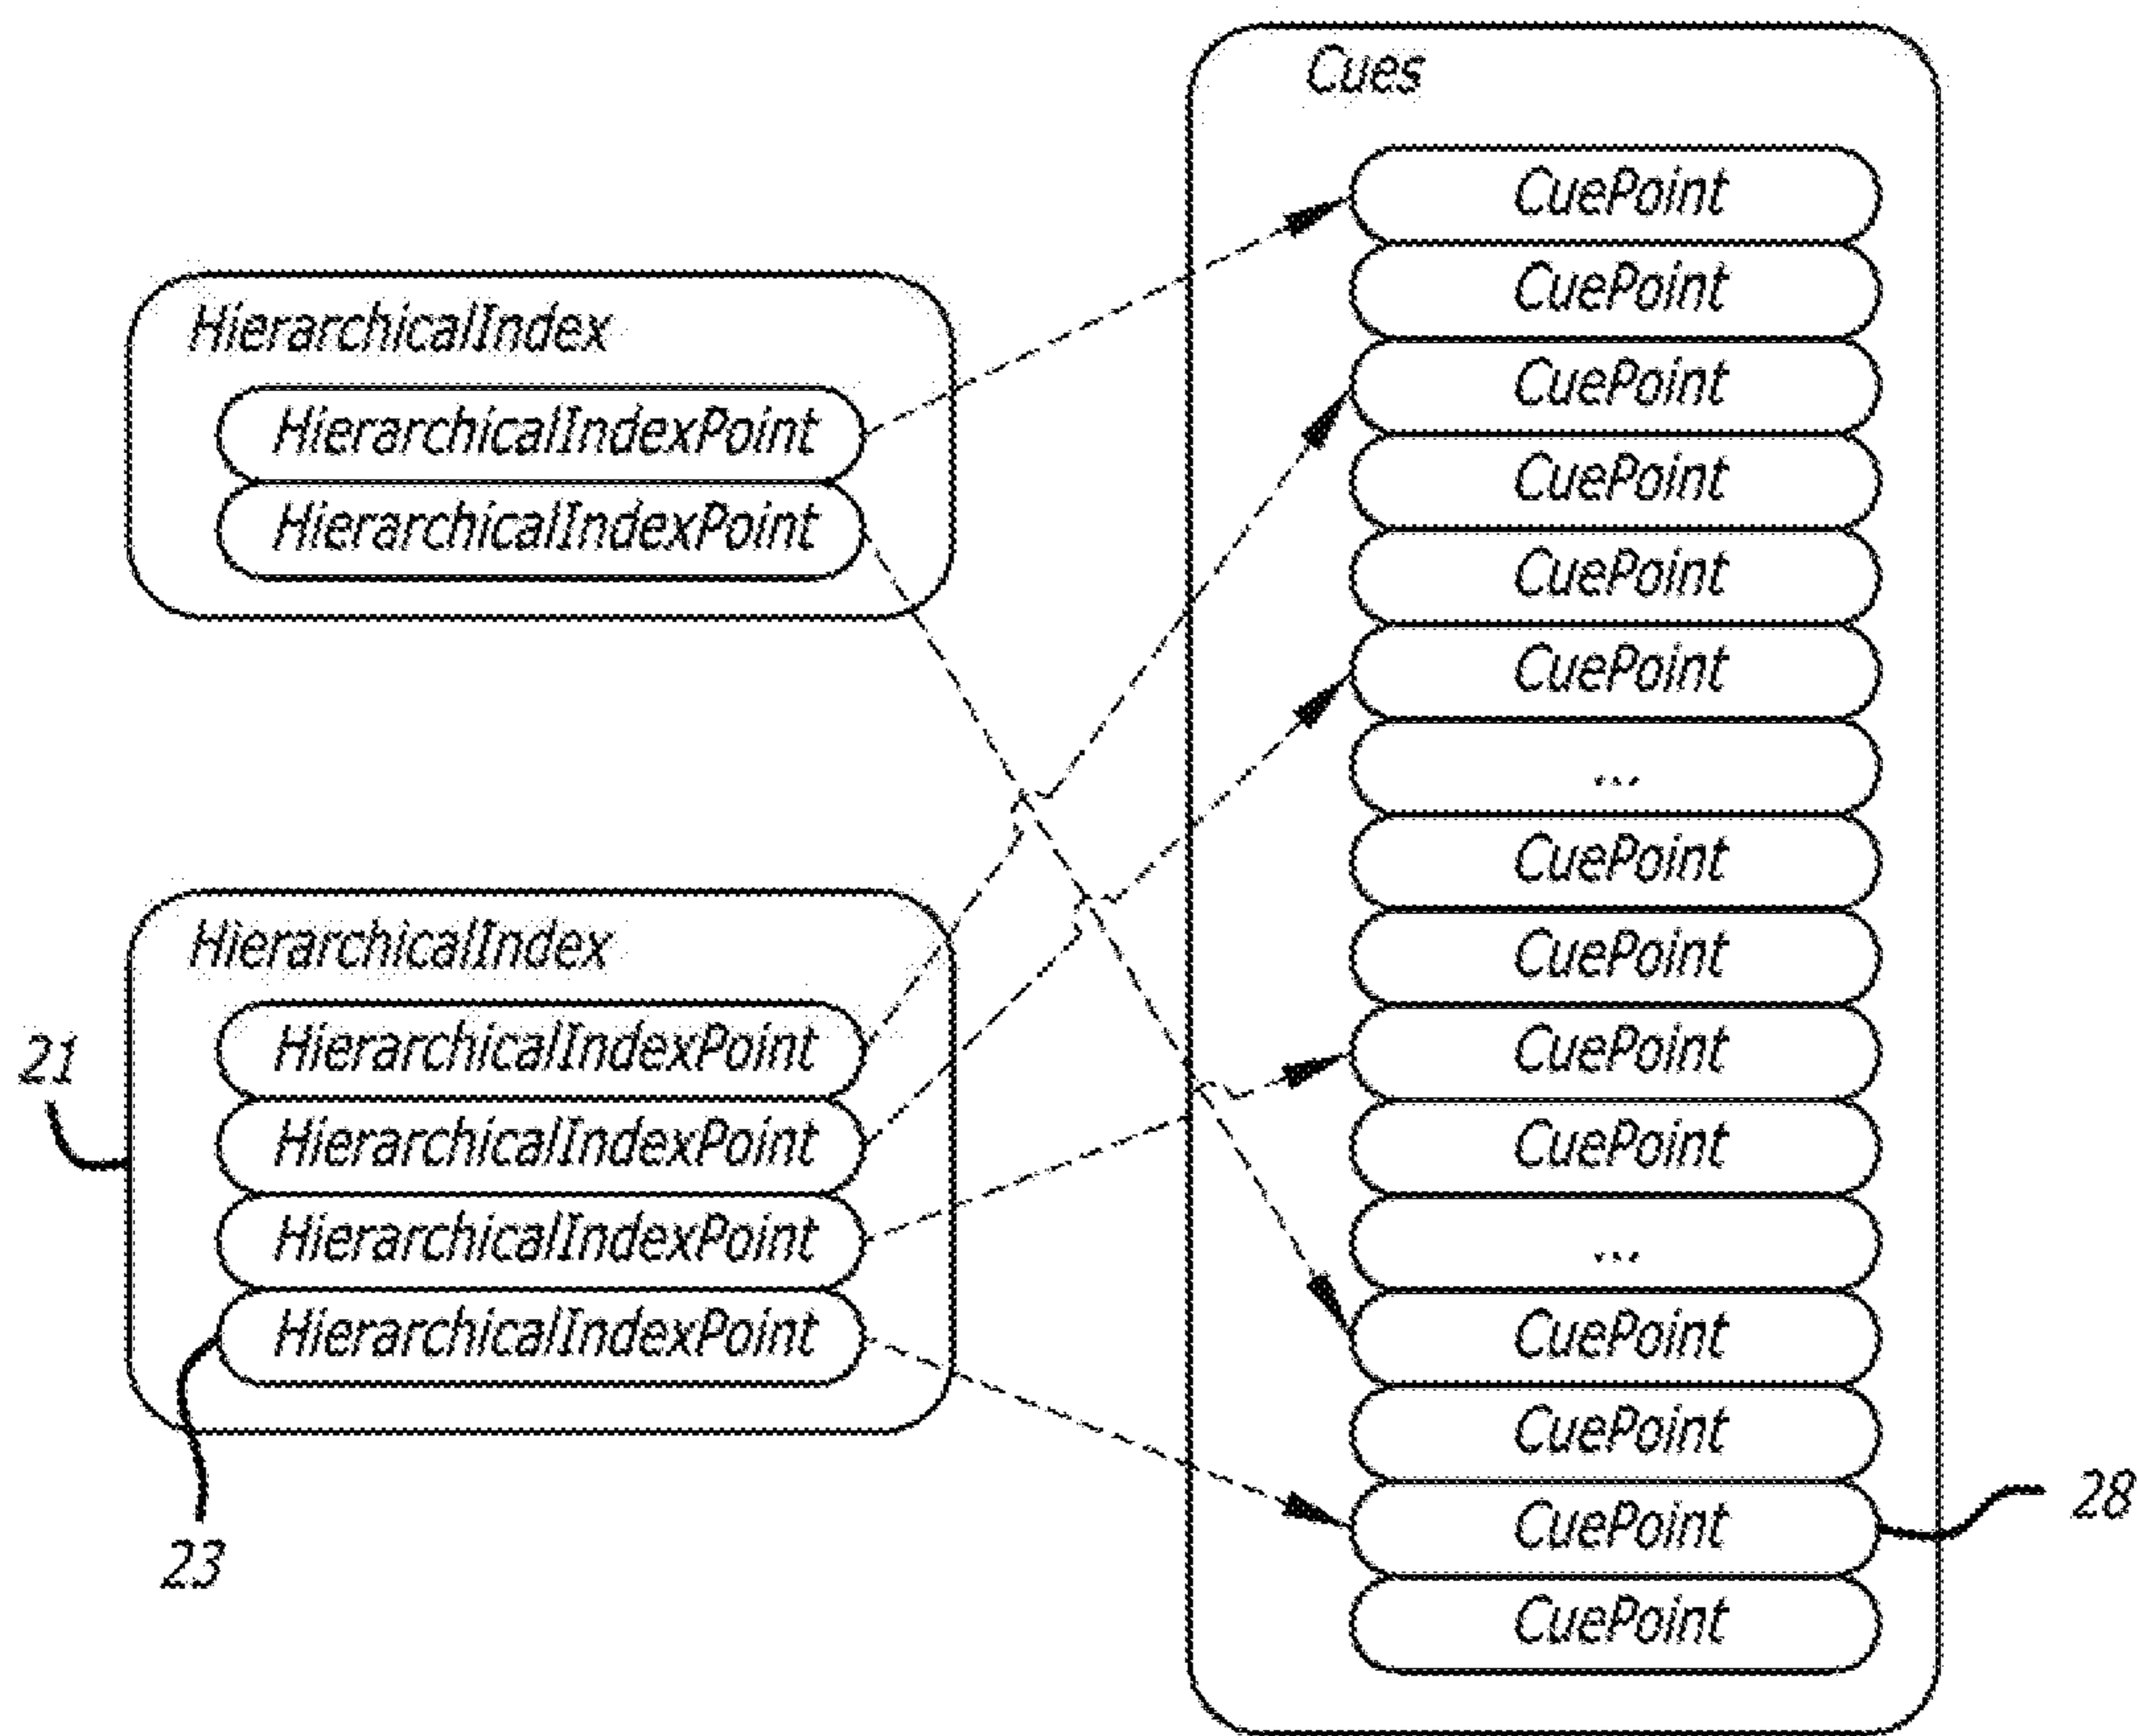 HierarchicalIndex
HierarchicalIndexPoint
HierarchicalIndexPoint
HierarchicalIndex
HierarchicalIndexPoint
HierarchicalIndexPoint
HierarchicalIndexPoint
HierarchicalIndexPoint
21
23
Cues
CuePoint
CuePoint
CuePoint
CuePoint
CuePoint
CuePoint
...
CuePoint
CuePoint
CuePoint
CuePoint
...
CuePoint
CuePoint
CuePoint
CuePoint
28